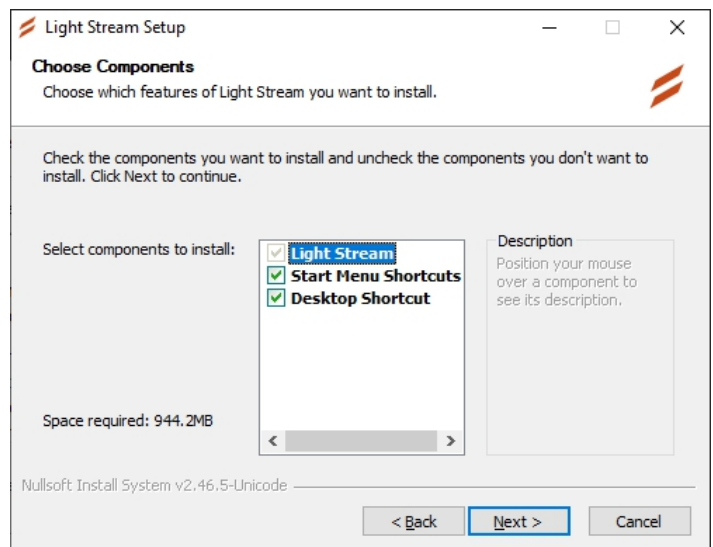 Light Stream Setup
Choose Components
Choose which features of Light Stream you want to install.
Check the components you want to install and uncheck the components you don't want to
install. Click Next to continue.
Select components to install:
Light Stream
Start Menu Shortcuts
Desktop Shortcut
Description
Position your mouse
over a component to
see its description.
Space required: 944.2MB
Nullsoft Install System v2.46.5-Unicode
< Back
Next >
Cancel